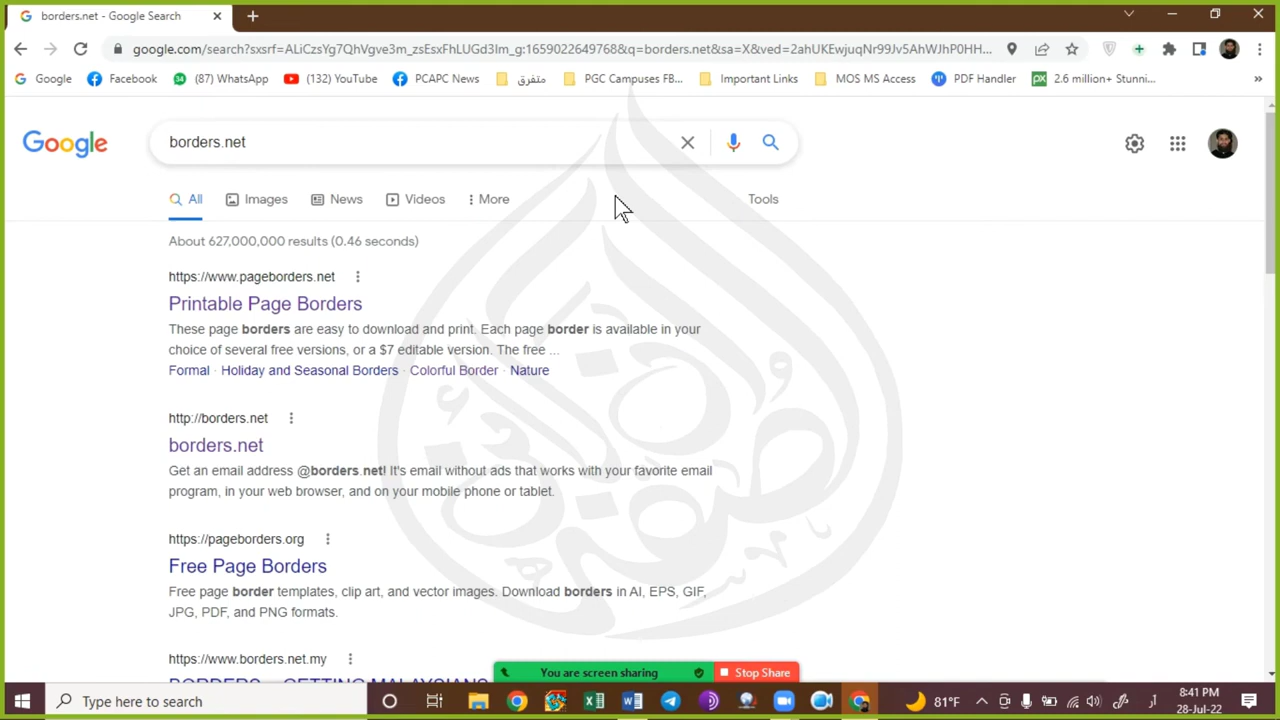 borders.net - Google Search
google.com/search?sxsrf=ALiCzsYg7QhVgve3m_zsEsxFhLUGd3Im_g:1659022649768&q=borders.net&sa=X&ved=2ahUKEwjuqNr99Jv5AhWJhP0HH...
Google Facebook (87) WhatsApp (132) YouTube PCAPC News متفرق PGC Campuses FB... Important Links MOS MS Access PDF Handler 2.6 million+ Stunni... »
Google
borders.net
All Images News Videos More Tools
About 627,000,000 results (0.46 seconds)
https://www.pageborders.net
Printable Page Borders
These page borders are easy to download and print. Each page border is available in your
choice of several free versions, or a $7 editable version. The free ...
Formal · Holiday and Seasonal Borders · Colorful Border · Nature
http://borders.net
borders.net
Get an email address @borders.net! It's email without ads that works with your favorite email
program, in your web browser, and on your mobile phone or tablet.
https://pageborders.org
Free Page Borders
Free page border templates, clip art, and vector images. Download borders in AI, EPS, GIF,
JPG, PDF, and PNG formats.
https://www.borders.net.my
BORDERS – GETTING MALAYSIANS
You are screen sharing Stop Share
Type here to search
81°F
8:41 PM
28-Jul-22